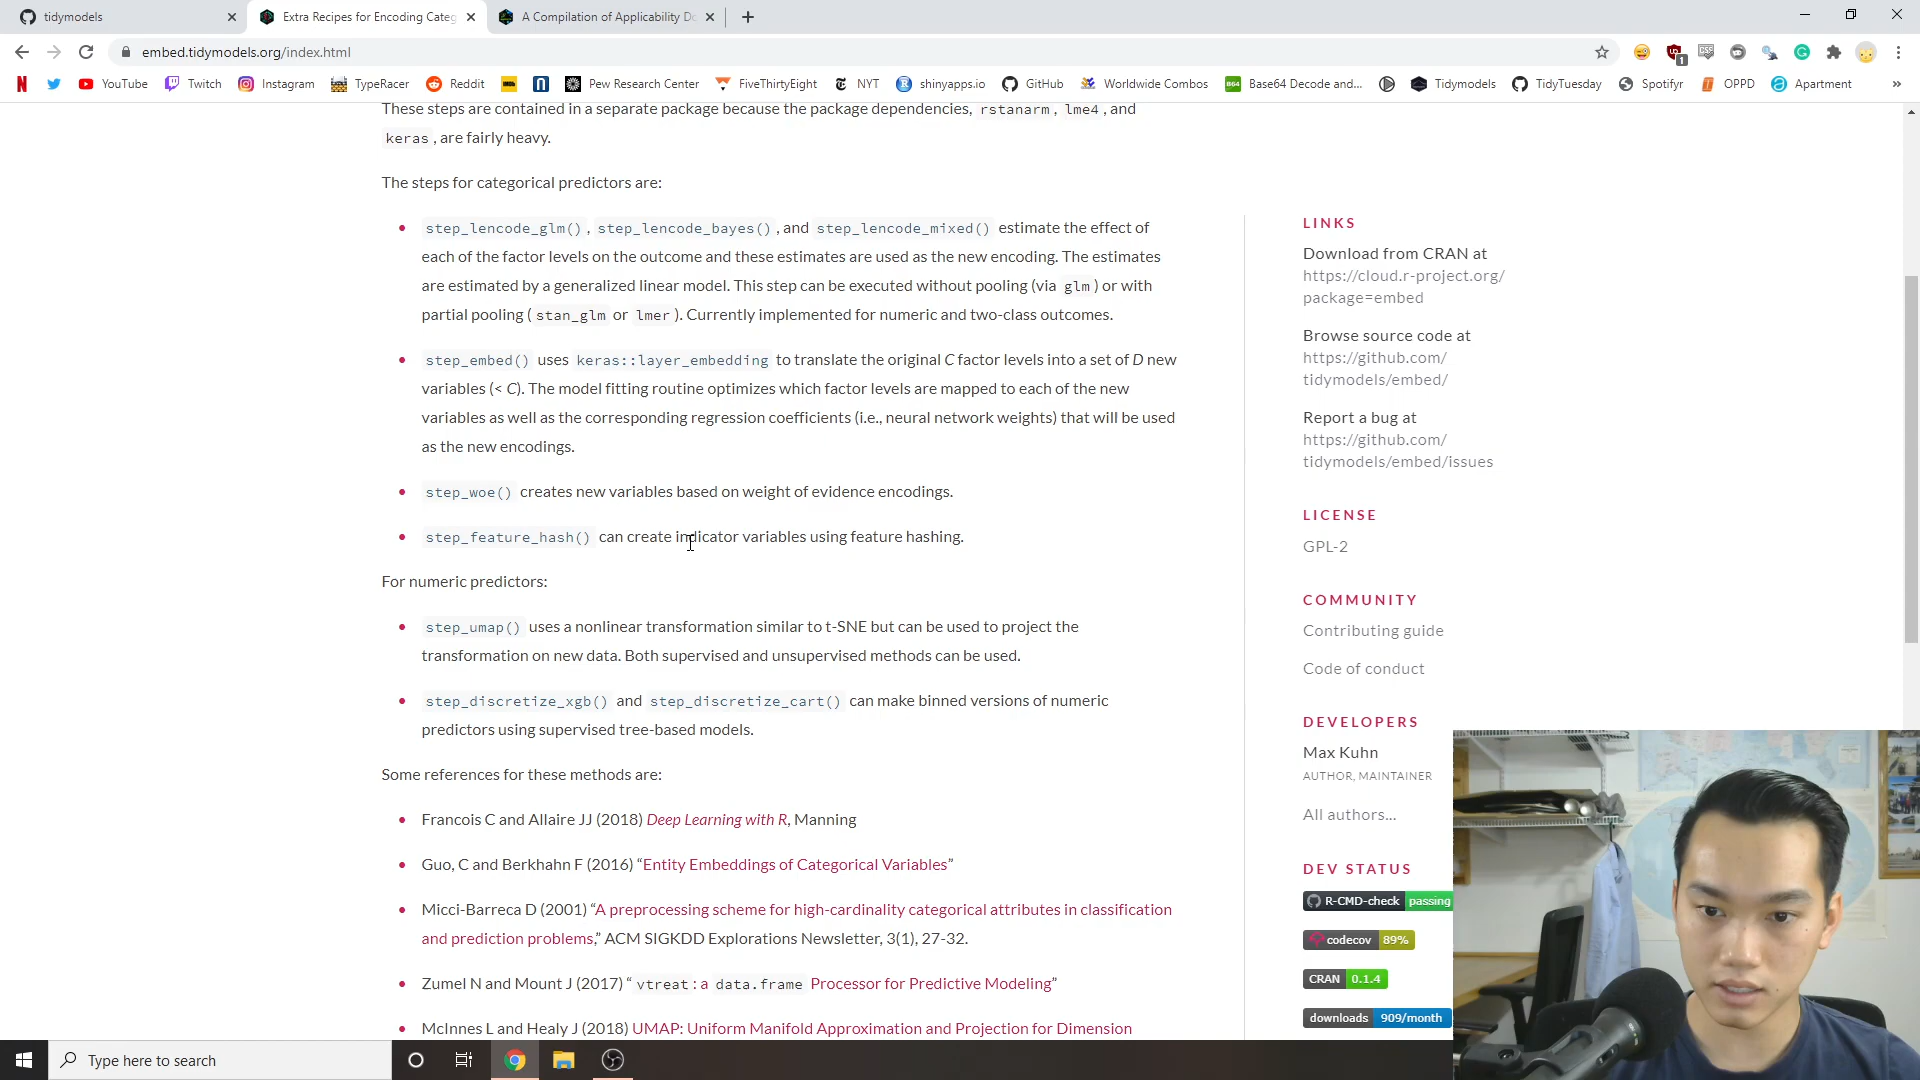 tidymodels
Extra Recipes for Encoding Categ
A Compilation of Applicability Do
embed.tidymodels.org/index.html
YouTube
Twitch
Instagram
TypeRacer
Reddit
Pew Research Center
FiveThirtyEight
NYT
shinyapps.io
GitHub
Worldwide Combos
Base64 Decode and...
Tidymodels
TidyTuesday
Spotifyr
OPPD
Apartment
These steps are contained in a separate package because the package dependencies, rstanarm, lme4, and
keras, are fairly heavy.
The steps for categorical predictors are:
step_lencode_glm(), step_lencode_bayes(), and step_lencode_mixed() estimate the effect of
each of the factor levels on the outcome and these estimates are used as the new encoding. The estimates
are estimated by a generalized linear model. This step can be executed without pooling (via glm) or with
partial pooling (stan_glm or lmer). Currently implemented for numeric and two-class outcomes.
step_embed() uses keras::layer_embedding to translate the original C factor levels into a set of D new
variables (< C). The model fitting routine optimizes which factor levels are mapped to each of the new
variables as well as the corresponding regression coefficients (i.e., neural network weights) that will be used
as the new encodings.
step_woe() creates new variables based on weight of evidence encodings.
step_feature_hash() can create indicator variables using feature hashing.
For numeric predictors:
step_umap() uses a nonlinear transformation similar to t-SNE but can be used to project the
transformation on new data. Both supervised and unsupervised methods can be used.
step_discretize_xgb() and step_discretize_cart() can make binned versions of numeric
predictors using supervised tree-based models.
Some references for these methods are:
Francois C and Allaire JJ (2018) Deep Learning with R, Manning
Guo, C and Berkhahn F (2016) “Entity Embeddings of Categorical Variables”
Micci-Barreca D (2001) “A preprocessing scheme for high-cardinality categorical attributes in classification
and prediction problems,” ACM SIGKDD Explorations Newsletter, 3(1), 27-32.
Zumel N and Mount J (2017) “vtreat: a data.frame Processor for Predictive Modeling”
McInnes L and Healy J (2018) UMAP: Uniform Manifold Approximation and Projection for Dimension
LINKS
Download from CRAN at
https://cloud.r-project.org/
package=embed
Browse source code at
https://github.com/
tidymodels/embed/
Report a bug at
https://github.com/
tidymodels/embed/issues
LICENSE
GPL-2
COMMUNITY
Contributing guide
Code of conduct
DEVELOPERS
Max Kuhn
AUTHOR, MAINTAINER
All authors...
DEV STATUS
R-CMD-check passing
codecov 89%
CRAN 0.1.4
downloads 909/month
Type here to search